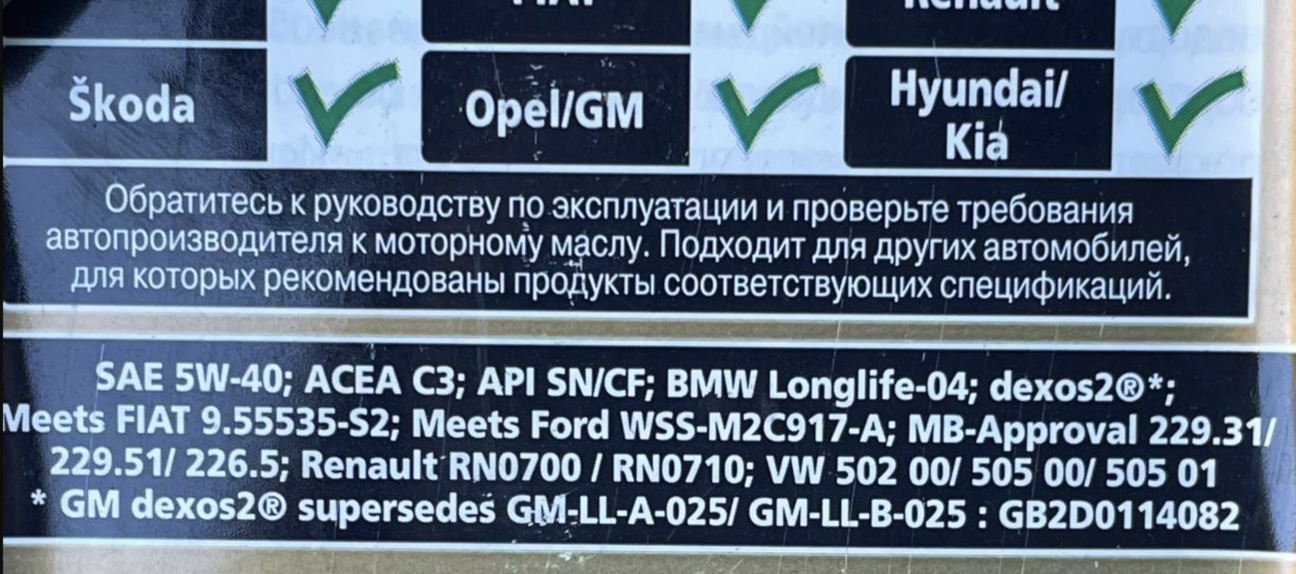 FIAT
Renault
Škoda
Opel/GM
Hyundai/
Kia
Обратитесь к руководству по эксплуатации и проверьте требования
автопроизводителя к моторному маслу. Подходит для других автомобилей,
для которых рекомендованы продукты соответствующих спецификаций.
SAE 5W-40; ACEA C3; API SN/CF; BMW Longlife-04; dexos2®*;
Meets FIAT 9.55535-S2; Meets Ford WSS-M2C917-A; MB-Approval 229.31/
229.51/ 226.5; Renault RN0700 / RN0710; VW 502 00/ 505 00/ 505 01
* GM dexos2® supersedes GM-LL-A-025/ GM-LL-B-025 : GB2D0114082